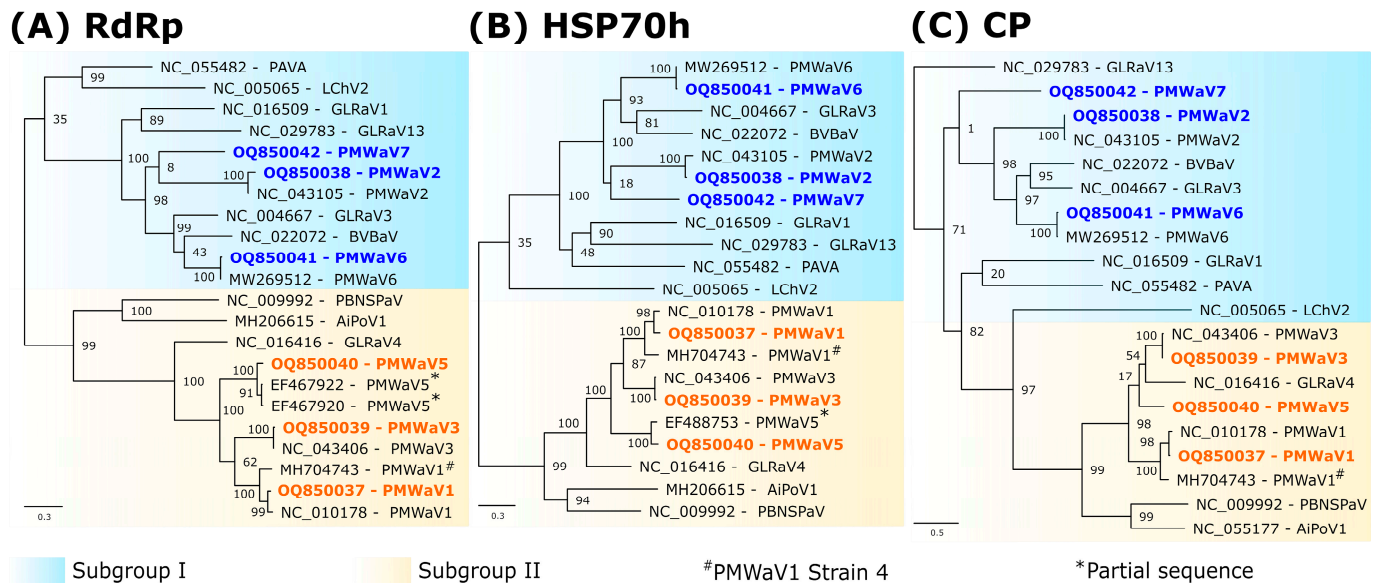 (A) RdRp
NC_055482 - PAVA
99
NC_005065 - LChV2
35
NC_016509 - GLRaV1
89
NC_029783 - GLRaV13
100
OQ850042 - PMWaV7
8
OQ850038 - PMWaV2
100
NC_043105 - PMWaV2
98
NC_004667 - GLRaV3
99
NC_022072 - BVBaV
43
OQ850041 - PMWaV6
100
MW269512 - PMWaV6
NC_009992 - PBNSPaV
100
MH206615 - AiPoV1
99
NC_016416 - GLRaV4
100
OQ850040 - PMWaV5
100
EF467922 - PMWaV5*
91
EF467920 - PMWaV5*
100
OQ850039 - PMWaV3
100
NC_043406 - PMWaV3
62
MH704743 - PMWaV1#
100
OQ850037 - PMWaV1
99
NC_010178 - PMWaV1
0.3
(B) HSP70h
100
MW269512 - PMWaV6
OQ850041 - PMWaV6
93
NC_004667 - GLRaV3
81
NC_022072 - BVBaV
100
NC_043105 - PMWaV2
100
OQ850038 - PMWaV2
18
OQ850042 - PMWaV7
100
NC_016509 - GLRaV1
90
NC_029783 - GLRaV13
35
48
NC_055482 - PAVA
NC_005065 - LChV2
98
NC_010178 - PMWaV1
100
OQ850037 - PMWaV1
87
MH704743 - PMWaV1#
NC_043406 - PMWaV3
100
OQ850039 - PMWaV3
100
EF488753 - PMWaV5*
100
OQ850040 - PMWaV5
99
NC_016416 - GLRaV4
MH206615 - AiPoV1
94
NC_009992 - PBNSPaV
0.3
(C) CP
NC_029783 - GLRaV13
OQ850042 - PMWaV7
1
OQ850038 - PMWaV2
100
NC_043105 - PMWaV2
98
NC_022072 - BVBaV
95
NC_004667 - GLRaV3
97
OQ850041 - PMWaV6
100
MW269512 - PMWaV6
71
NC_016509 - GLRaV1
20
NC_055482 - PAVA
82
NC_005065 - LChV2
100
NC_043406 - PMWaV3
54
OQ850039 - PMWaV3
17
NC_016416 - GLRaV4
97
OQ850040 - PMWaV5
98
NC_010178 - PMWaV1
98
OQ850037 - PMWaV1
100
MH704743 - PMWaV1#
99
NC_009992 - PBNSPaV
99
NC_055177 - AiPoV1
0.5
Subgroup I
Subgroup II
#PMWaV1 Strain 4
*Partial sequence